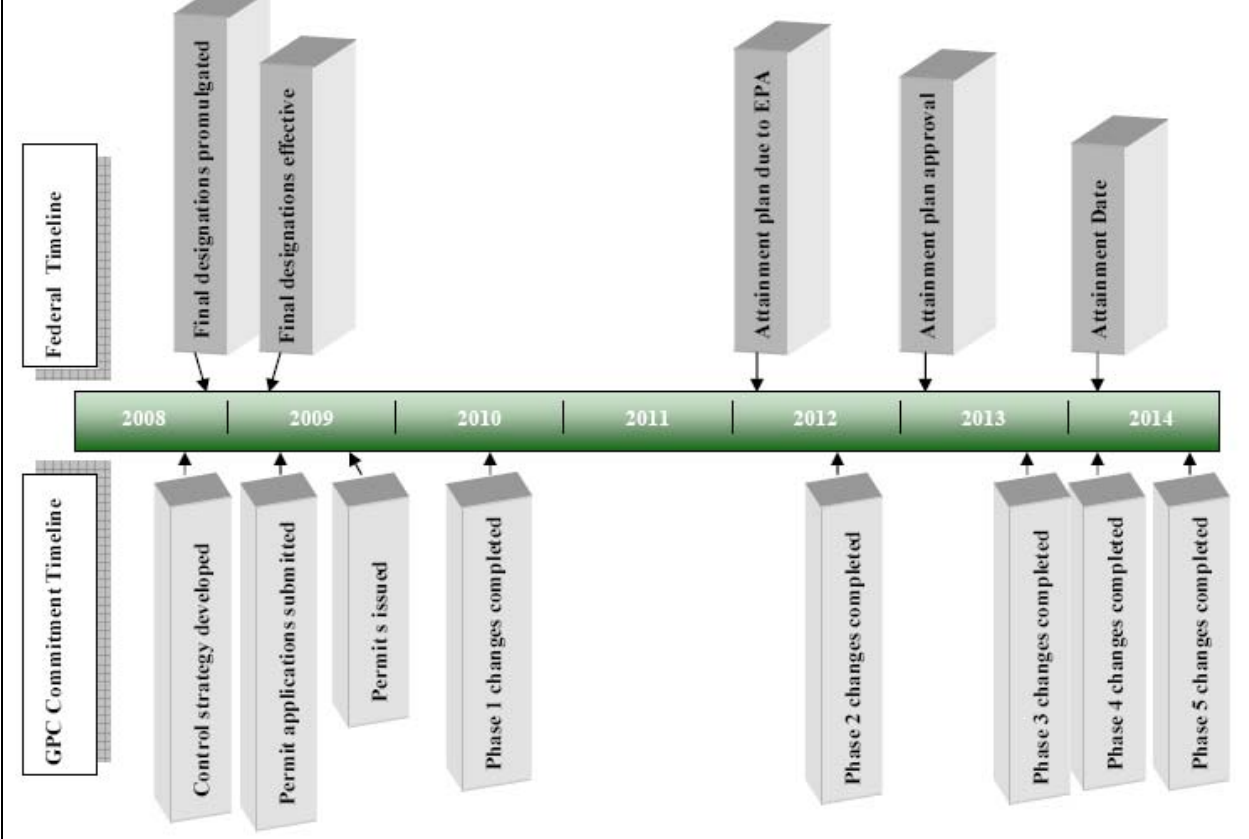 Federal Timeline
Final designations promulgated
Final designations effective
Attainment plan due to EPA
Attainment plan approval
Attainment Date
2008
2009
2010
2011
2012
2013
2014
GPC Commitment Timeline
Control strategy developed
Permit applications submitted
Permit s issued
Phase 1 changes completed
Phase 2 changes completed
Phase 3 changes completed
Phase 4 changes completed
Phase 5 changes completed